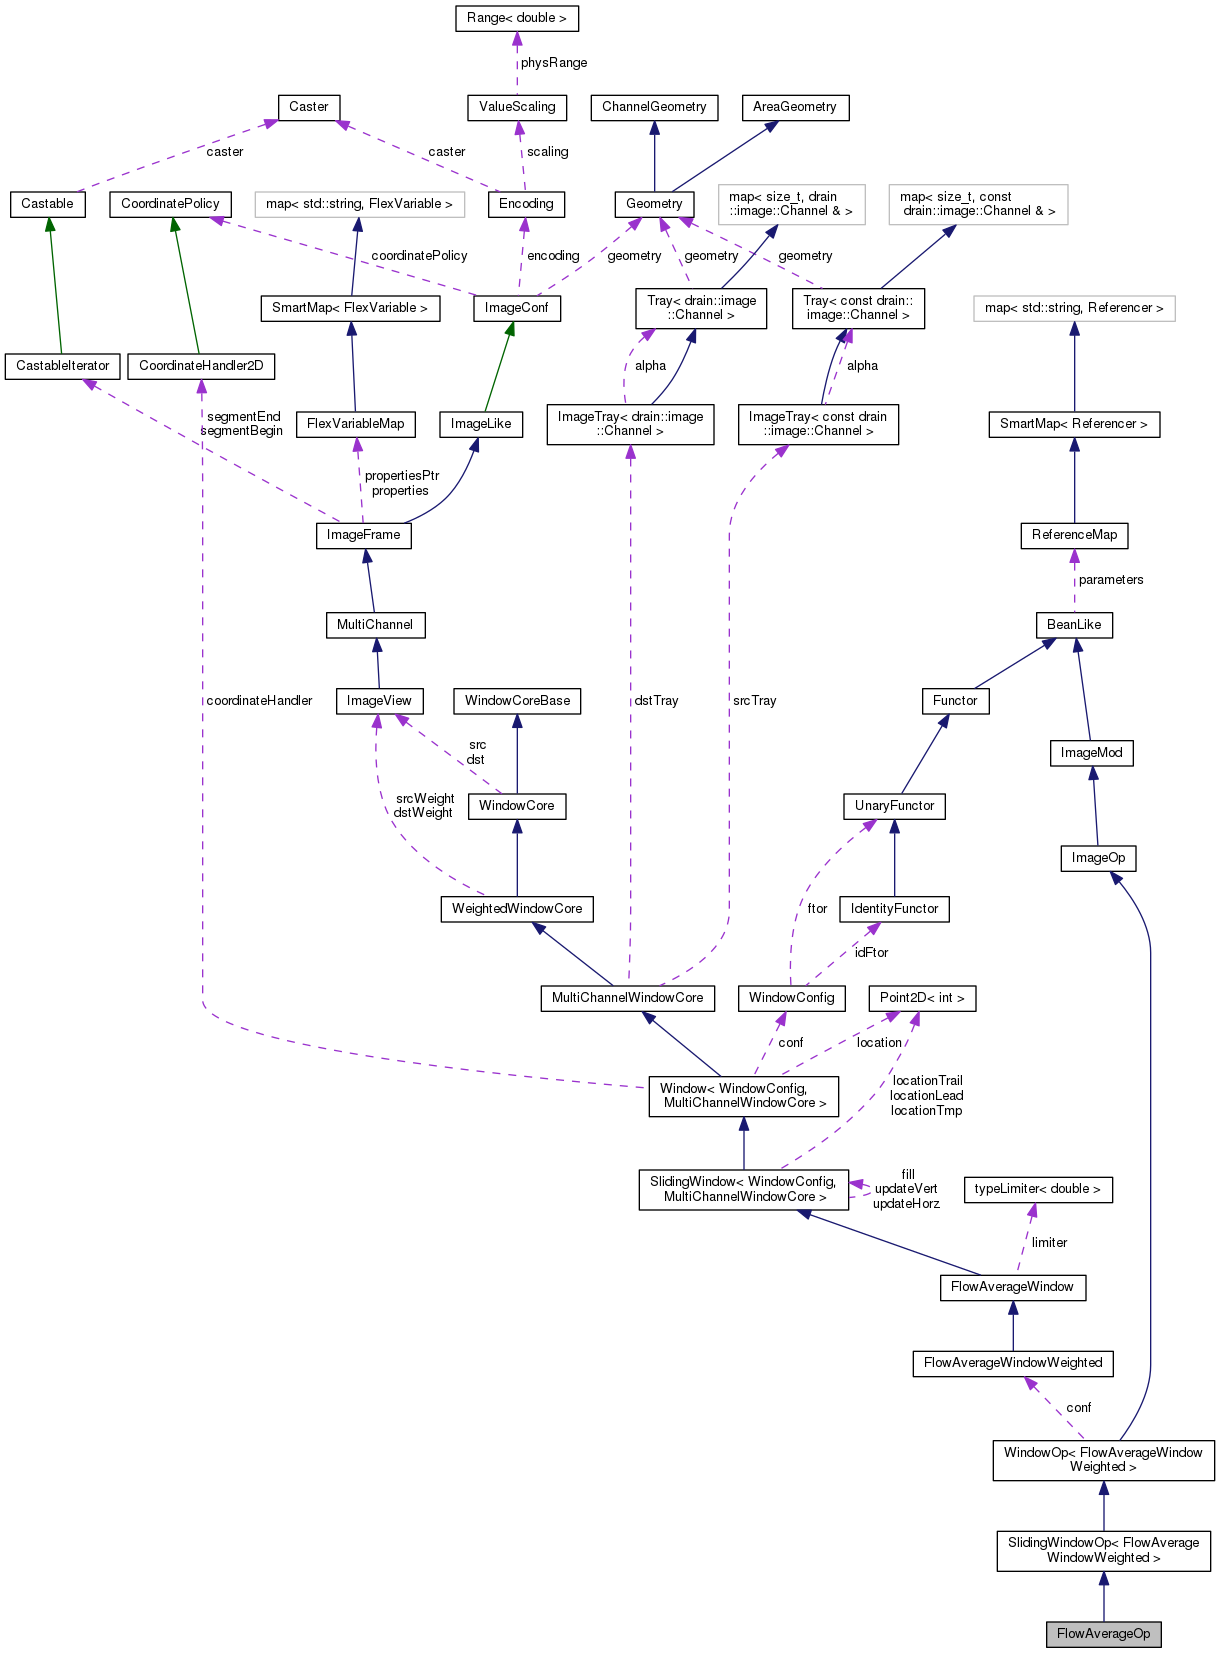 Range< double >
physRange
Caster
ValueScaling
ChannelGeometry
AreaGeometry
caster
caster
scaling
Castable
CoordinatePolicy
map< std::string, FlexVariable >
Encoding
Geometry
map< size_t, drain
::image::Channel & >
map< size_t, const
drain::image::Channel & >
coordinatePolicy
encoding
geometry
geometry
geometry
SmartMap< FlexVariable >
ImageConf
Tray< drain::image
::Channel >
Tray< const drain::
image::Channel >
map< std::string, Referencer >
CastableIterator
CoordinateHandler2D
alpha
alpha
segmentEnd
segmentBegin
FlexVariableMap
ImageLike
ImageTray< drain::image
::Channel >
ImageTray< const drain
::image::Channel >
SmartMap< Referencer >
propertiesPtr
properties
ImageFrame
ReferenceMap
parameters
MultiChannel
BeanLike
coordinateHandler
ImageView
WindowCoreBase
dstTray
srcTray
Functor
src
dst
ImageMod
srcWeight
dstWeight
WindowCore
UnaryFunctor
ImageOp
WeightedWindowCore
ftor
IdentityFunctor
idFtor
MultiChannelWindowCore
WindowConfig
Point2D< int >
conf
location
Window< WindowConfig,
MultiChannelWindowCore >
locationTrail
locationLead
locationTmp
SlidingWindow< WindowConfig,
MultiChannelWindowCore >
fill
updateVert
updateHorz
typeLimiter< double >
limiter
FlowAverageWindow
FlowAverageWindowWeighted
conf
WindowOp< FlowAverageWindow
Weighted >
SlidingWindowOp< FlowAverage
WindowWeighted >
FlowAverageOp